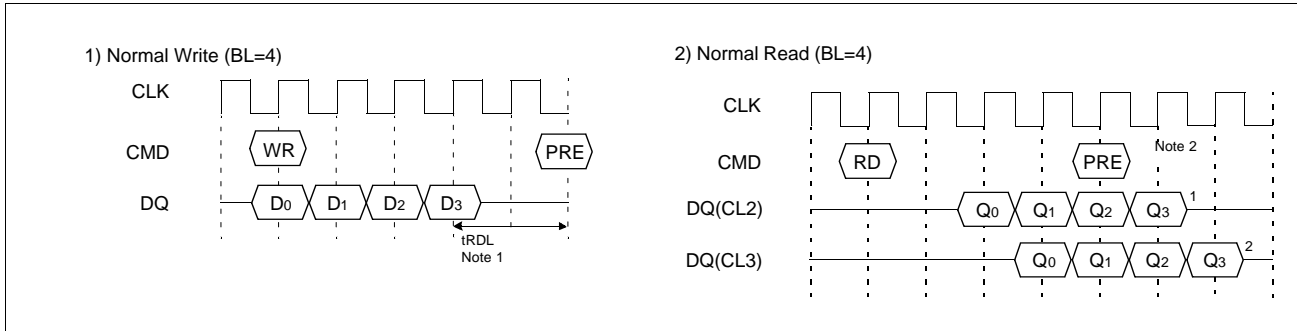 1) Normal Write (BL=4)
CLK
CMD
WR
PRE
DQ
D0
D1
D2
D3
tRDL
Note 1
2) Normal Read (BL=4)
CLK
CMD
RD
PRE
Note 2
DQ(CL2)
Q0
Q1
Q2
Q3
1
DQ(CL3)
Q0
Q1
Q2
Q3
2